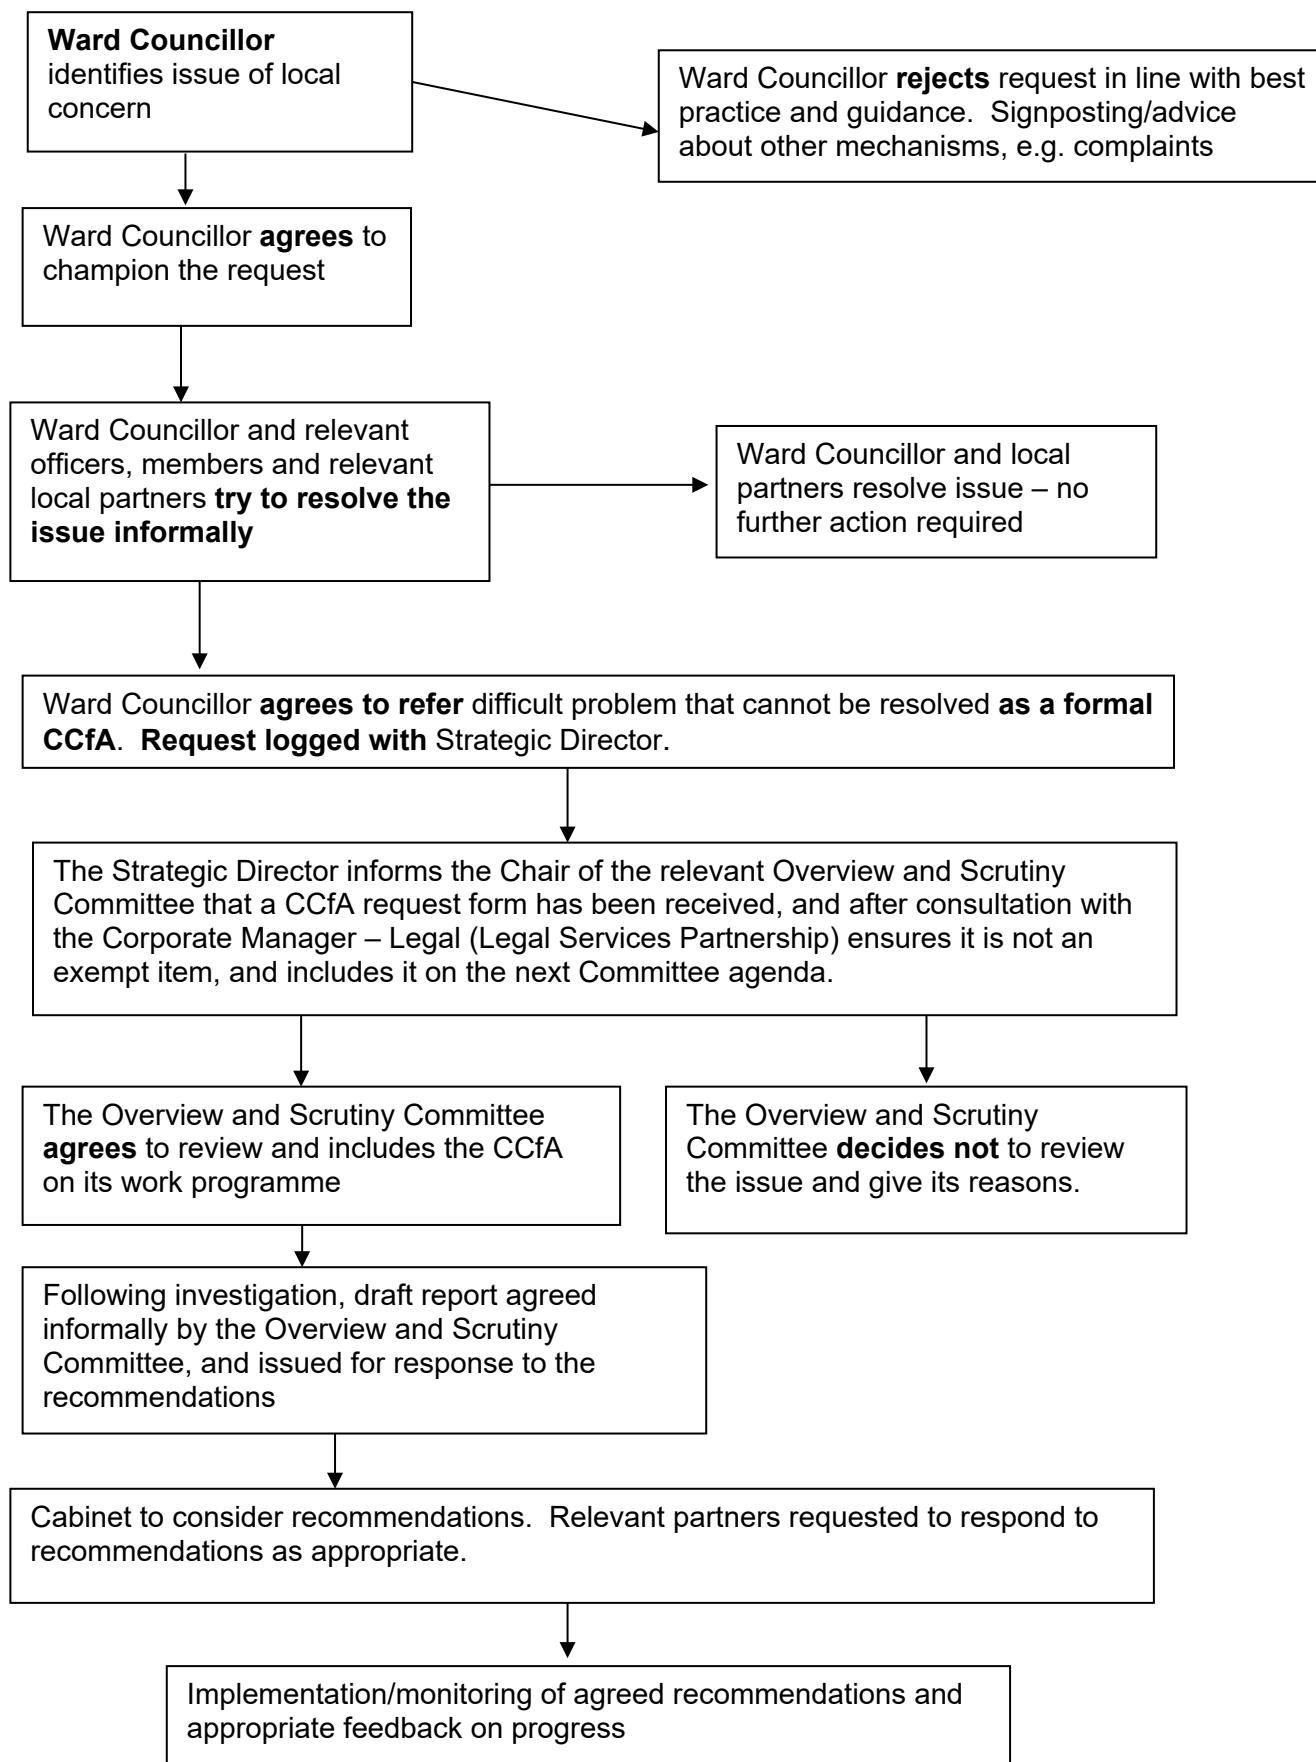 Ward Councillor
identifies issue of local
concern
Ward Councillor rejects request in line with best
practice and guidance.  Signposting/advice
about other mechanisms, e.g. complaints
Ward Councillor agrees to
champion the request
Ward Councillor and relevant
officers, members and relevant
local partners try to resolve the
issue informally
Ward Councillor and local
partners resolve issue – no
further action required
Ward Councillor agrees to refer difficult problem that cannot be resolved as a formal
CCfA.  Request logged with Strategic Director.
The Strategic Director informs the Chair of the relevant Overview and Scrutiny
Committee that a CCfA request form has been received, and after consultation with
the Corporate Manager – Legal (Legal Services Partnership) ensures it is not an
exempt item, and includes it on the next Committee agenda.
The Overview and Scrutiny Committee
agrees to review and includes the CCfA
on its work programme
The Overview and Scrutiny
Committee decides not to review
the issue and give its reasons.
Following investigation, draft report agreed
informally by the Overview and Scrutiny
Committee, and issued for response to the
recommendations
Cabinet to consider recommendations.  Relevant partners requested to respond to
recommendations as appropriate.
Implementation/monitoring of agreed recommendations and
appropriate feedback on progress